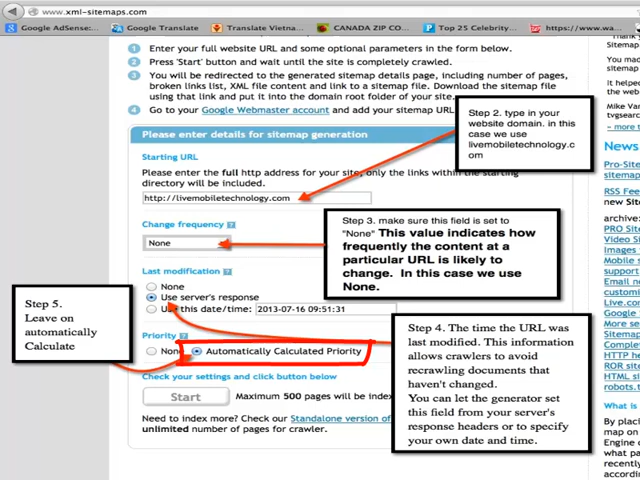 www.xml-sitemaps.com
Google AdSense:
Google Translate
Translate Vietna...
CANADA ZIP CO...
Top 25 Celebrity...
https://www.wa...
1 Enter your full website URL and some optional parameters in the form below.
2 Press 'Start' button and wait until the site is completely crawled.
3 You will be redirected to the generated sitemap details page, including number of pages,
broken links list, XML file content and link to a sitemap file. Download the sitemap
file using that link and put it into the domain root folder of your site.
4 Go to your Google Webmaster account and add your sitemap URL
Please enter details for sitemap generation
Starting URL
Please enter the full http address for your site, only the links within the starting
directory will be included.
http://livemobiletechnology.com
Change frequency ?
None
Last modification ?
None
Use server's response
Use this date/time: 2013-07-16 09:51:31
Priority ?
None
Automatically Calculated Priority
Check your settings and click button below
Start
Maximum 500 pages will be index
Need to index more? Check our Standalone version of
unlimited number of pages for crawler.
Step 2. type in your
website domain. in this
case we use
livemobiletechnology.c
om
Step 3. make sure this field is set to
"None" This value indicates how
frequently the content at a
particular URL is likely to
change. In this case we use
None.
Step 4. The time the URL was
last modified. This information
allows crawlers to avoid
recrawling documents that
haven't changed.
You can let the generator set
this field from your server's
response headers or to specify
your own date and time.
Step 5.
Leave on
automatically
Calculate
You mad
sitemap
It helped
the web
Mike Van
tvgsearc
~ more t
News
Pro-Site
sitemap
new Site
archive:
PRO Site
Video Si
Images
Mobile s
support
Email ne
customi
Live Cou
Google
More se
Sitemap
Complet
HTTP he
ROR site
HTML si
robots.t
What is
By placi
map on
Engine
what pa
recently
accordi